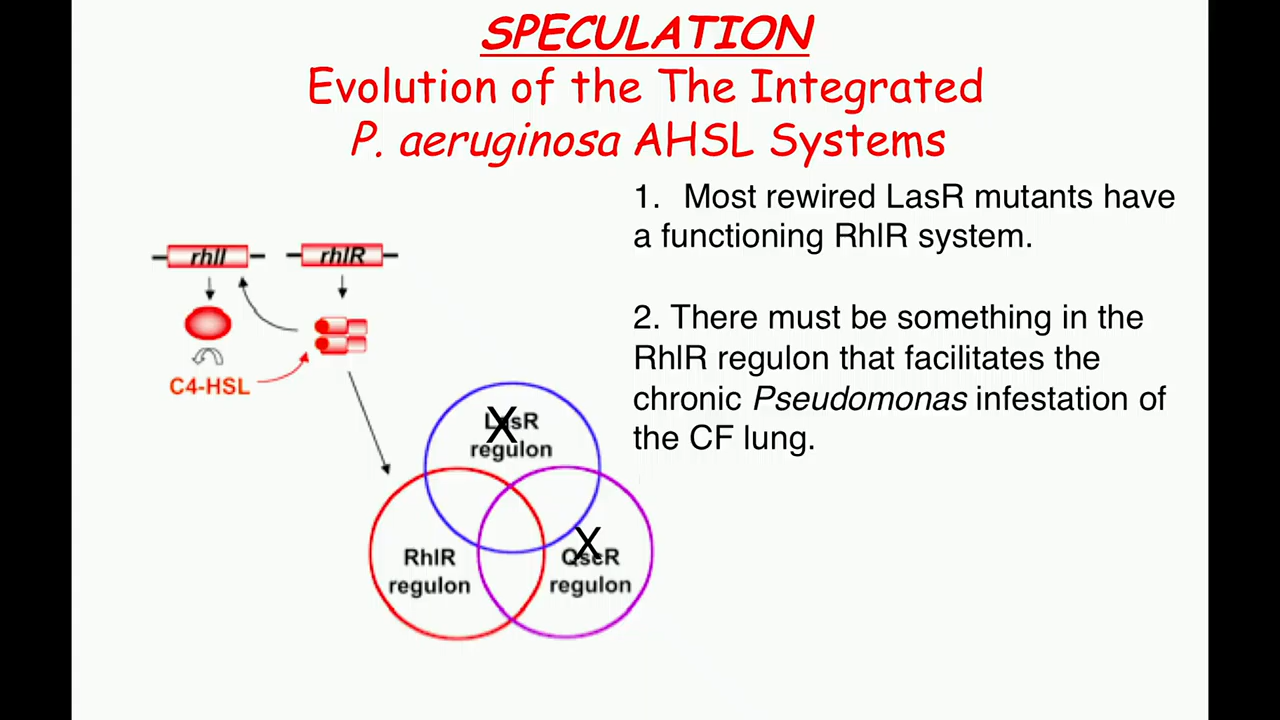 SPECULATION
Evolution of the The Integrated
P. aeruginosa AHSL Systems
1. Most rewired LasR mutants have
a functioning RhlR system.
2. There must be something in the
RhlR regulon that facilitates the
chronic Pseudomonas infestation of
the CF lung.
rhlI
rhlR
C4-HSL
LasR
regulon
X
RhlR
regulon
QscR
regulon
X